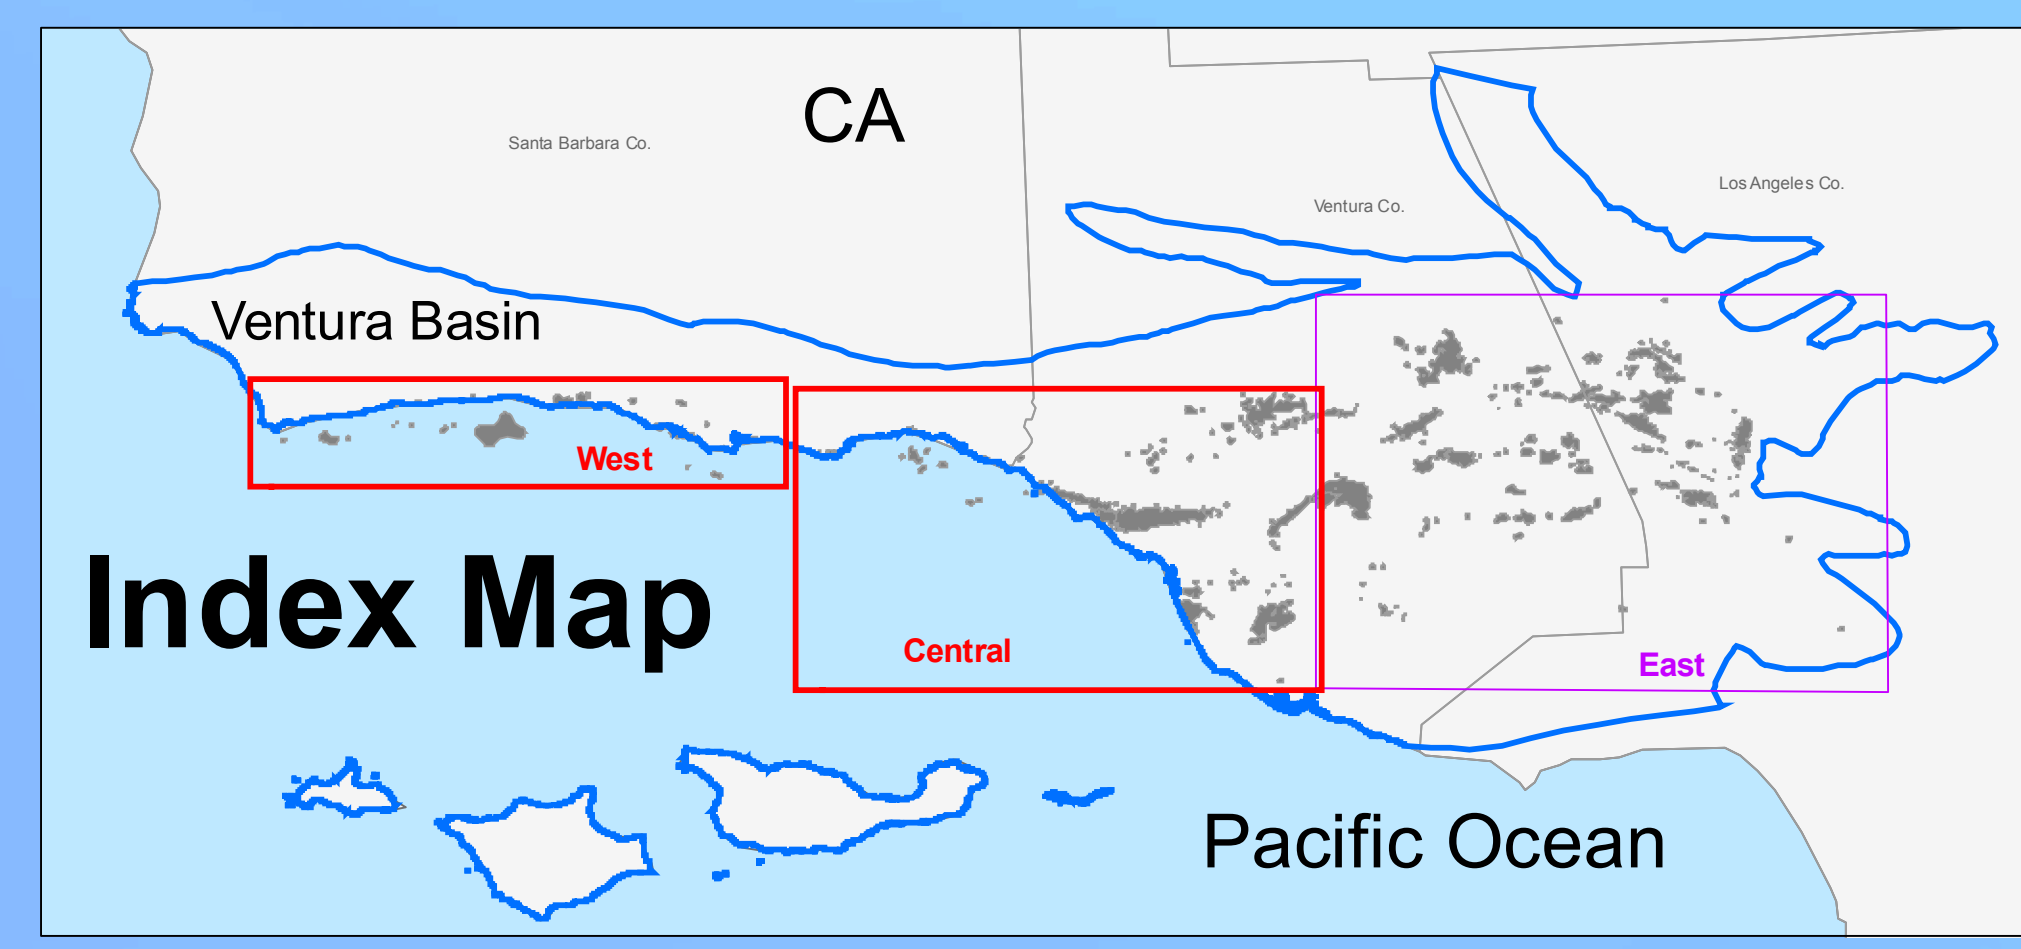 CA
Santa Barbara Co.
Los Angeles Co.
Ventura Co.
Ventura Basin
West
Index Map
Central
East
Pacific Ocean